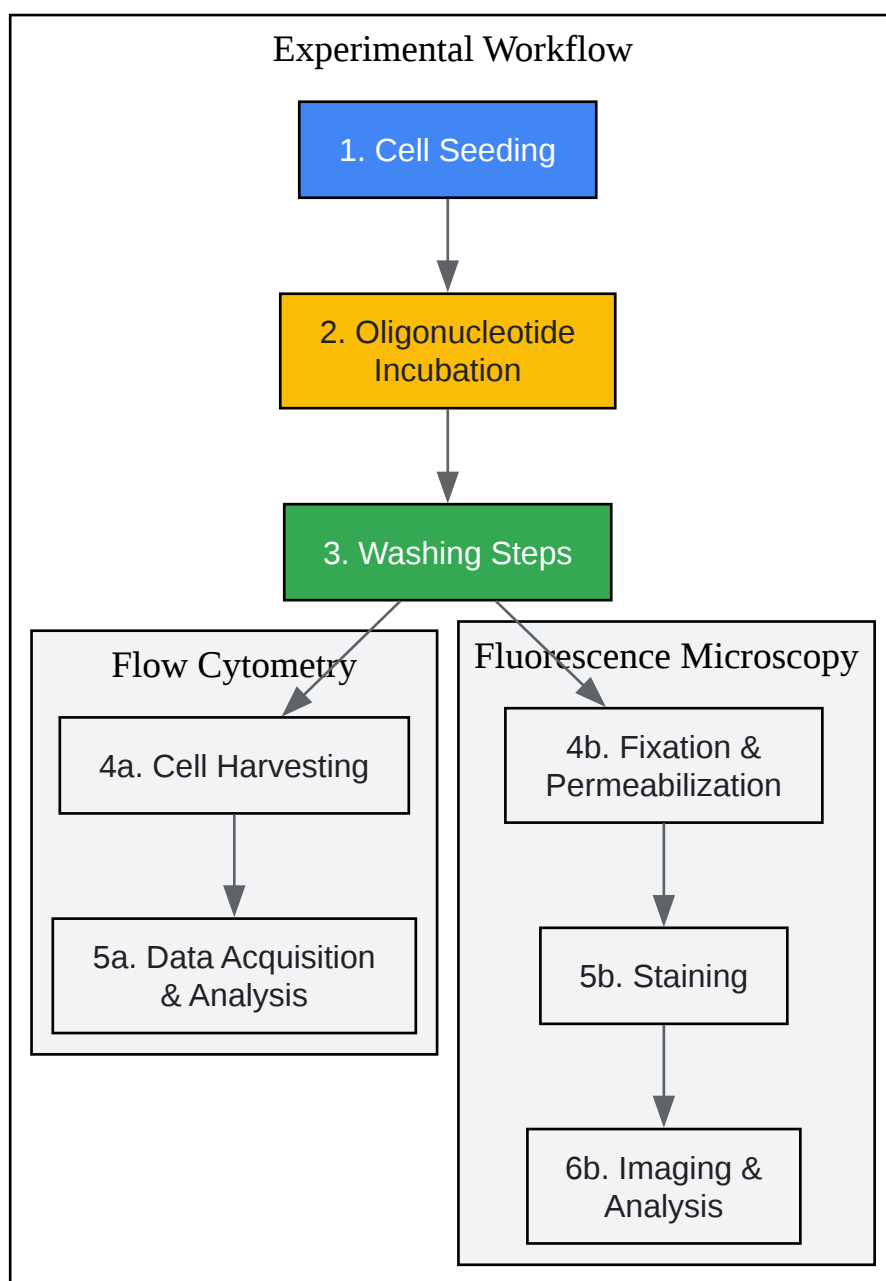 Experimental Workflow
1. Cell Seeding
2. Oligonucleotide
Incubation
3. Washing Steps
Flow Cytometry
4a. Cell Harvesting
5a. Data Acquisition
& Analysis
Fluorescence Microscopy
4b. Fixation &
Permeabilization
5b. Staining
6b. Imaging &
Analysis